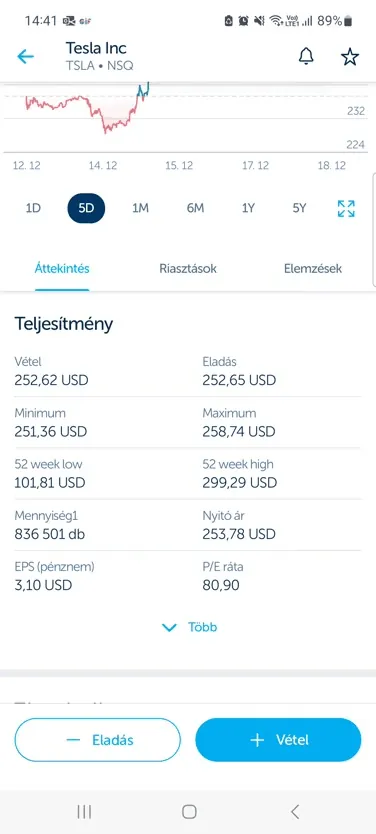 14:41 GIF Vo) LTE1 89%
Tesla Inc
TSLA • NSQ
232
224
12. 12 14. 12 15. 12 17. 12 18. 12
1D 5D 1M 6M 1Y 5Y
Áttekintés Riasztások Elemzések
Teljesítmény
Vétel Eladás
252,62 USD 252,65 USD
Minimum Maximum
251,36 USD 258,74 USD
52 week low 52 week high
101,81 USD 299,29 USD
Mennyiség1 Nyitó ár
836 501 db 253,78 USD
EPS (pénznem) P/E ráta
3,10 USD 80,90
Több
— Eladás + Vétel